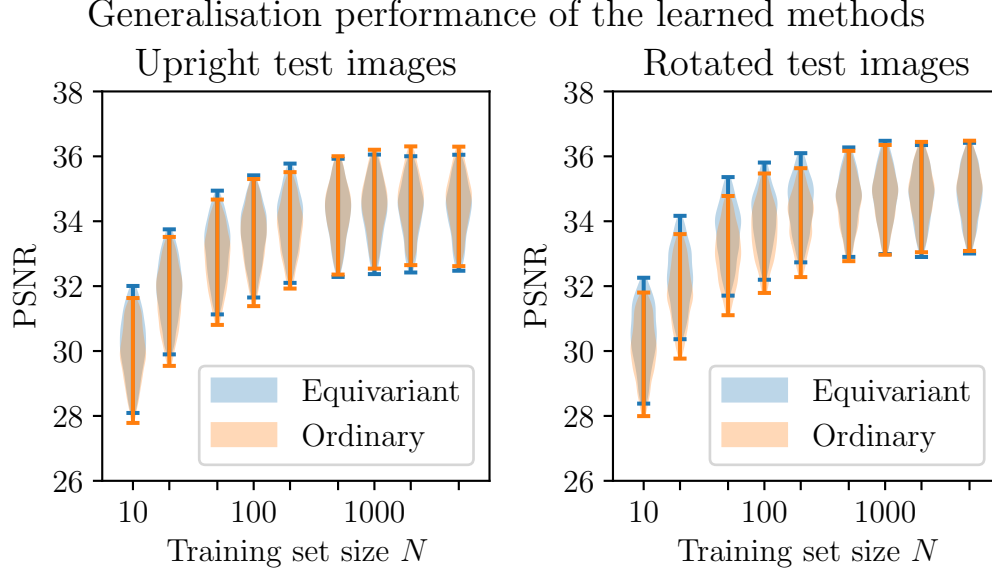 Generalisation performance of the learned methods
Upright test images
38
36
34
32
30
28
26
PSNR
10
100
1000
Training set size N
Equivariant
Ordinary
Rotated test images
38
36
34
32
30
28
26
PSNR
10
100
1000
Training set size N
Equivariant
Ordinary